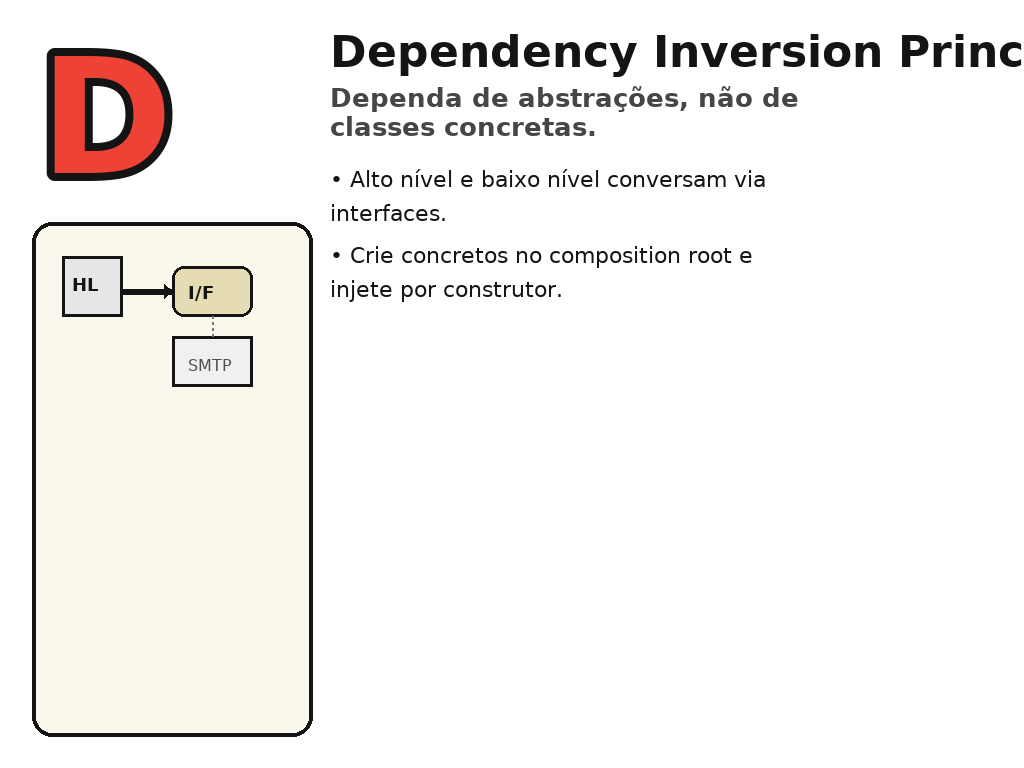 D
Dependency Inversion Princ
Dependa de abstrações, não de
classes concretas.
• Alto nível e baixo nível conversam via
interfaces.
• Crie concretos no composition root e
injete por construtor.
HL
I/F
SMTP